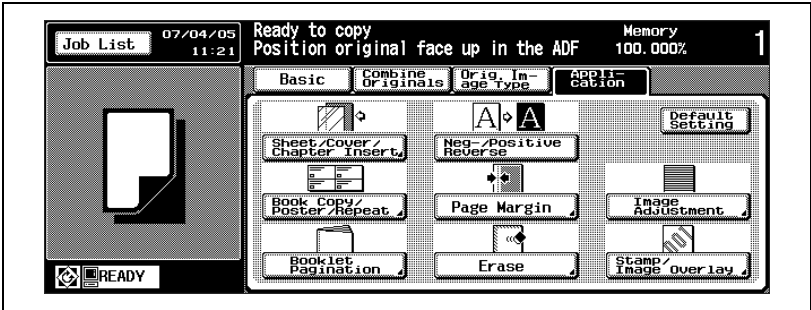 Job List
07/04/05
11:21
Ready to copy
Position original face up in the ADF
Memory
100.000%
1
Basic
Combine
Originals
Orig. Im-
age Type
Appli-
cation
Sheet/Cover/
Chapter Insert
A A
Neg-/Positive
Reverse
Default
Setting
Book Copy/
Poster/Repeat
Page Margin
Image
Adjustment
Booklet
Pagination
Erase
001
Stamp/
Image Overlay
READY